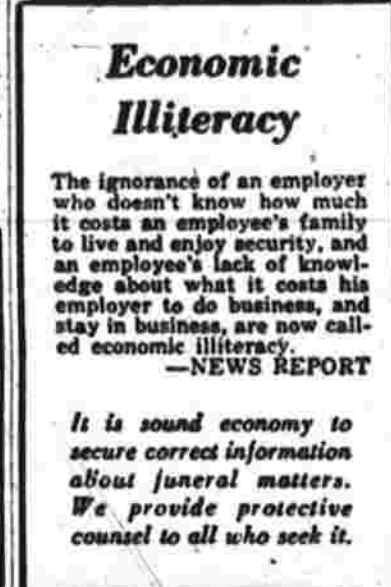 Economic
Illiteracy
The ignorance of an employer
who doesn't know how much
it costs an employee's family
to live and enjoy security, and
an employee's lack of knowl-
edge about what it costs his
employer to do business, and
stay in business, are now call-
ed economic illiteracy.
—NEWS REPORT
It is sound economy to
secure correct information
about funeral matters.
We provide protective
counsel to all who seek it.